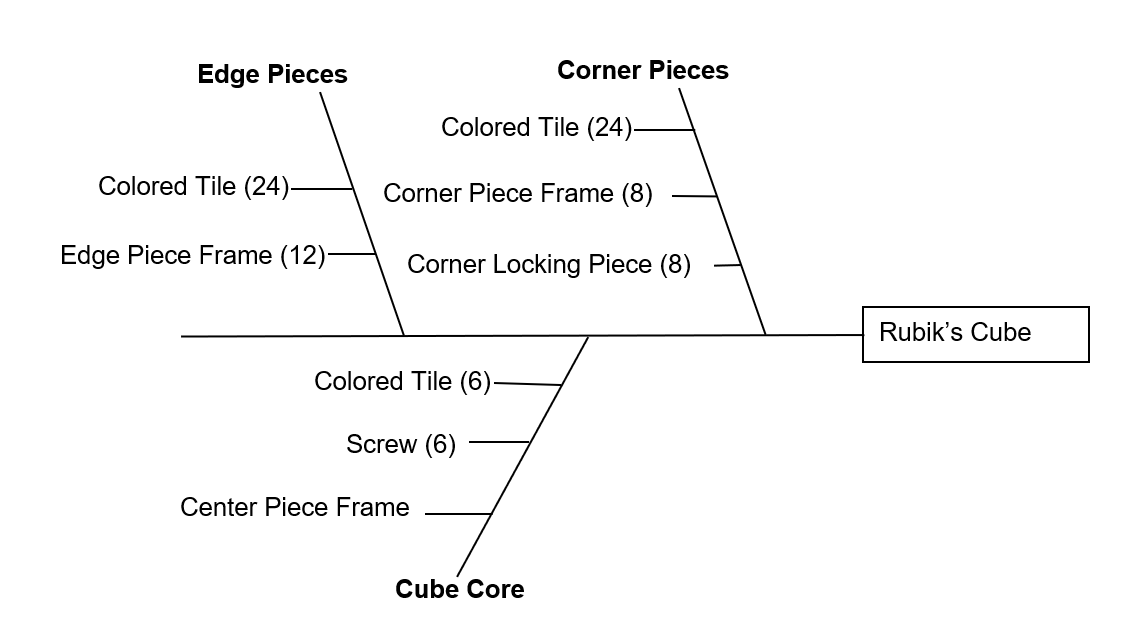 Edge Pieces
Corner Pieces
Colored Tile (24)
Colored Tile (24)
Corner Piece Frame (8)
Edge Piece Frame (12)
Corner Locking Piece (8)
Rubik’s Cube
Colored Tile (6)
Screw (6)
Center Piece Frame
Cube Core